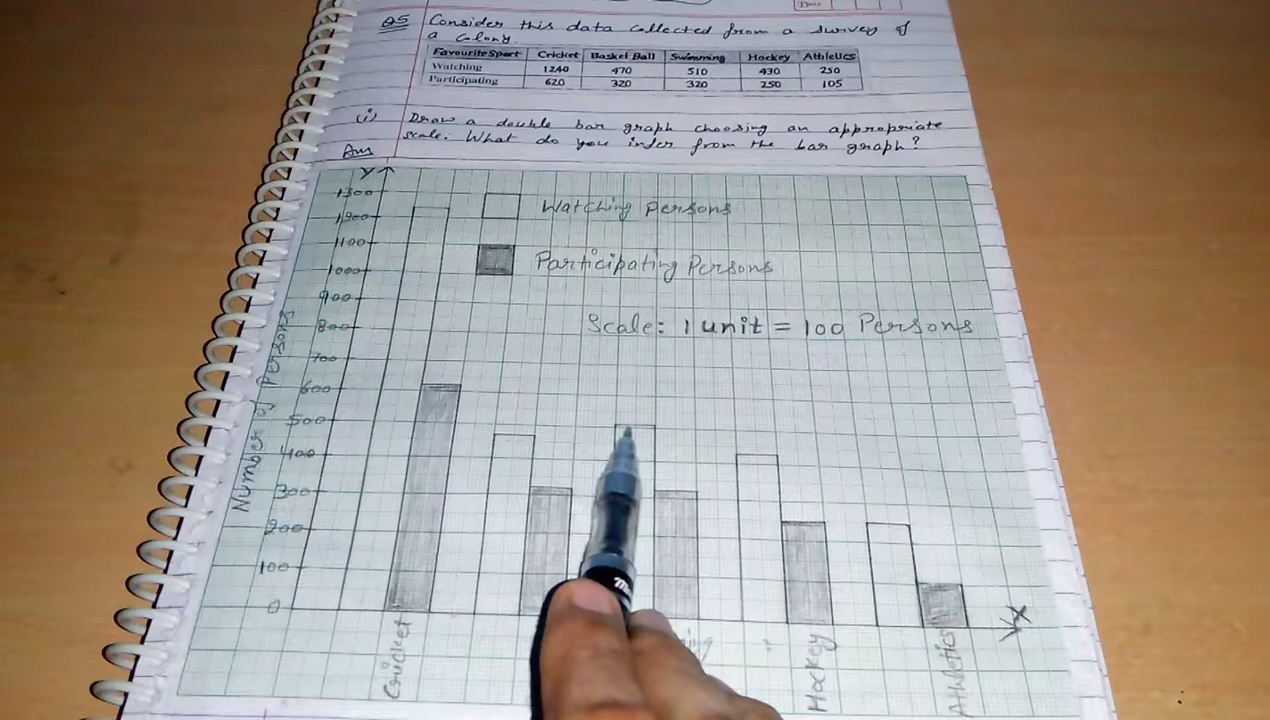 Date
Q5 Consider this data collected from a survey of
a colony.
Favourite Sport Cricket Basket Ball Swimming Hockey Athletics
Watching 1240 470 510 430 250
Participating 620 320 320 250 105
(i) Draw a double bar graph choosing an appropriate
scale. What do you infer from the bar graph?
Ans
Y
1300
1200
1100
1000
900
800
700
600
500
400
300
200
100
0
Number of Persons
Watching Persons
Participating Persons
Scale: 1 unit = 100 Persons
X
Cricket
Hockey
Athletics